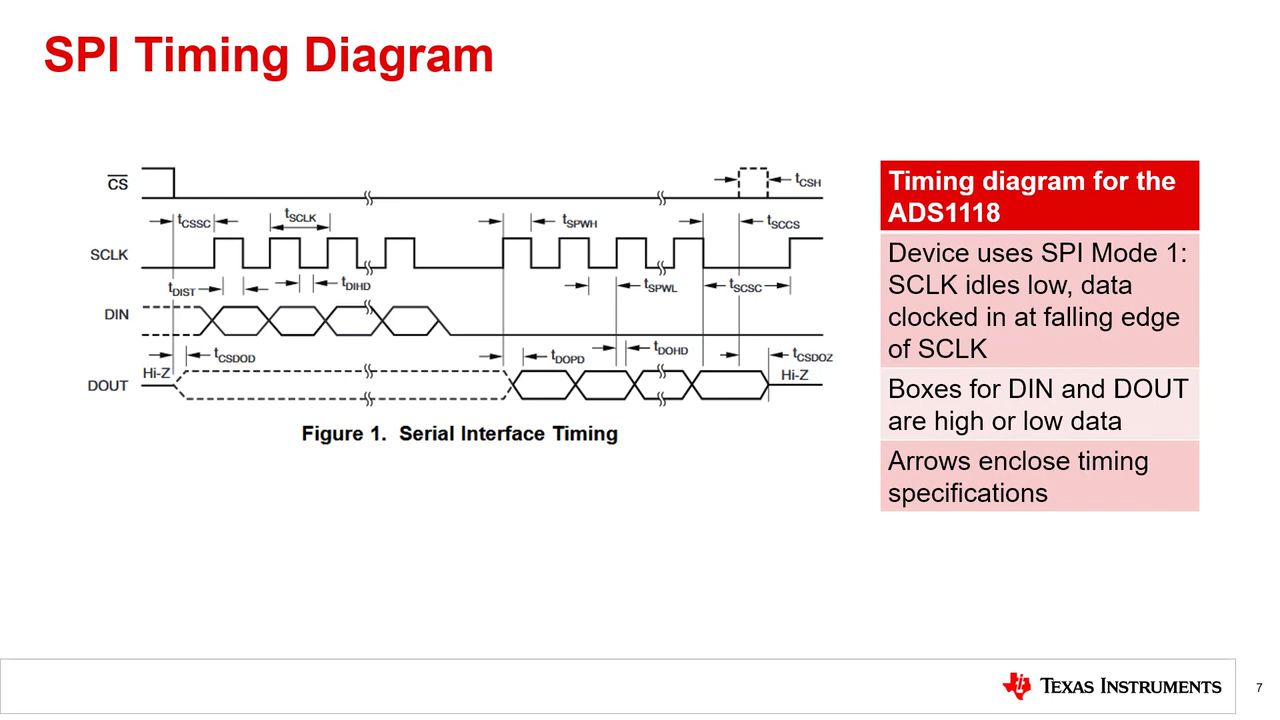 SPI Timing Diagram
CS
tCSH
tCSSC
tSCLK
tSPWH
tSCCS
SCLK
tDIST
tDIHD
tSPWL
tSCSC
DIN
tCSDOD
tDOPD
tDOHD
tCSDOZ
Hi-Z
Hi-Z
DOUT
Figure 1. Serial Interface Timing
Timing diagram for the
ADS1118
Device uses SPI Mode 1:
SCLK idles low, data
clocked in at falling edge
of SCLK
Boxes for DIN and DOUT
are high or low data
Arrows enclose timing
specifications
TEXAS INSTRUMENTS
7